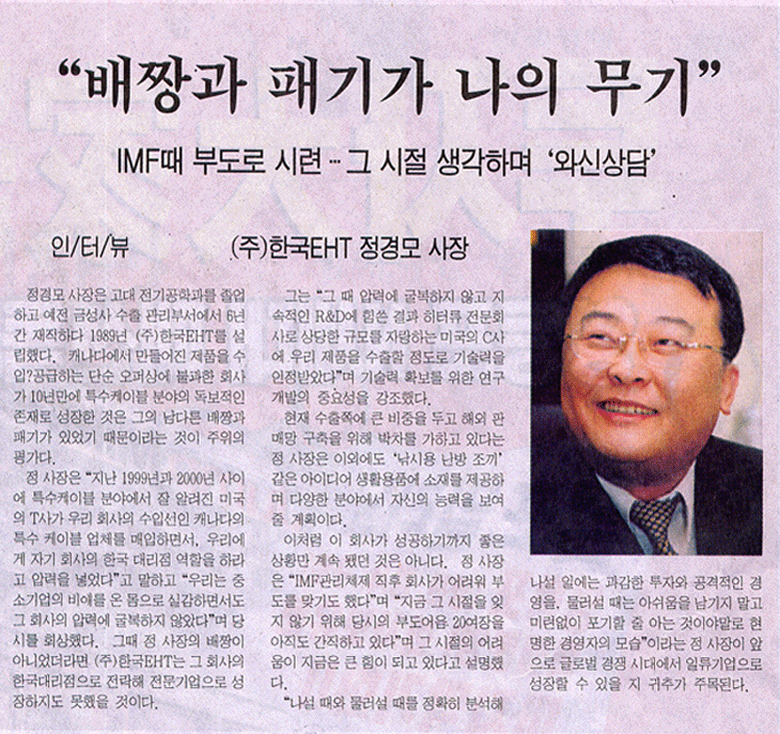 “배짱과 패기가 나의 무기”
IMF때 부도로 시련… 그 시절 생각하며 ‘와신상담’
인/터/뷰
(주)한국EHT 정경모 사장
정경모 사장은 고대 전기공학과를 졸업
하고 예전 금성사 수출 관리부서에서 6년
간 재직하다 1989년 (주)한국EHT를 설
립했다. 캐나다에서 만들어진 제품을 수
입?공급하는 단순 오퍼상에 불과한 회사
가 10년만에 특수케이블 분야의 독보적인
존재로 성장한 것은 그의 남다른 배짱과
패기가 있었기 때문이라는 것이 주위의
평가다.
정 사장은 “지난 1999년과 2000년 사이
에 특수케이블 분야에서 잘 알려진 미국
의 T사가 우리 회사의 수입선인 캐나다의
특수 케이블 업체를 매입하면서, 우리에
게 자기 회사의 한국 대리점 역할을 하라
고 압력을 넣었다”고 말하고 “우리는 중
소기업의 비애를 온 몸으로 실감하면서도
그 회사의 압력에 굴복하지 않았다”며 당
시를 회상했다. 그때 정 사장의 배짱이
아니었더라면 (주)한국EHT는 그 회사의
한국대리점으로 전락해 전문기업으로 성
장하지도 못했을 것이다.
그는 “그 때 압력에 굴복하지 않고 지
속적인 R&D에 힘쓴 결과 히터류 전문회
사로 상당한 규모를 자랑하는 미국의 C사
에 우리 제품을 수출할 정도로 기술력을
인정받았다”며 기술력 확보를 위한 연구
개발의 중요성을 강조했다.
현재 수출쪽에 큰 비중을 두고 해외 판
매망 구축을 위해 박차를 가하고 있다는
정 사장은 이외에도 ‘낚시용 난방 조끼’
같은 아이디어 생활용품에 소재를 제공하
며 다양한 분야에서 자신의 능력을 보여
줄 계획이다.
이처럼 이 회사가 성공하기까지 좋은
상황만 계속 됐던 것은 아니다. 정 사장
은 “IMF관리체제 직후 회사가 어려워 부
도를 맞기도 했다”며 “지금 그 시절을 잊
지 않기 위해 당시의 부도어음 20여장을
아직도 간직하고 있다”며 그 시절의 어려
움이 지금은 큰 힘이 되고 있다고 설명했
다.
“나설 때와 물러설 때를 정확히 분석해
나설 일에는 과감한 투자와 공격적인 경
영을, 물러설 때는 아쉬움을 남기지 말고
미련없이 포기할 줄 아는 것이야말로 현
명한 경영자의 모습”이라는 정 사장이 앞
으로 글로벌 경쟁 시대에서 일류기업으로
성장할 수 있을 지 귀추가 주목된다.